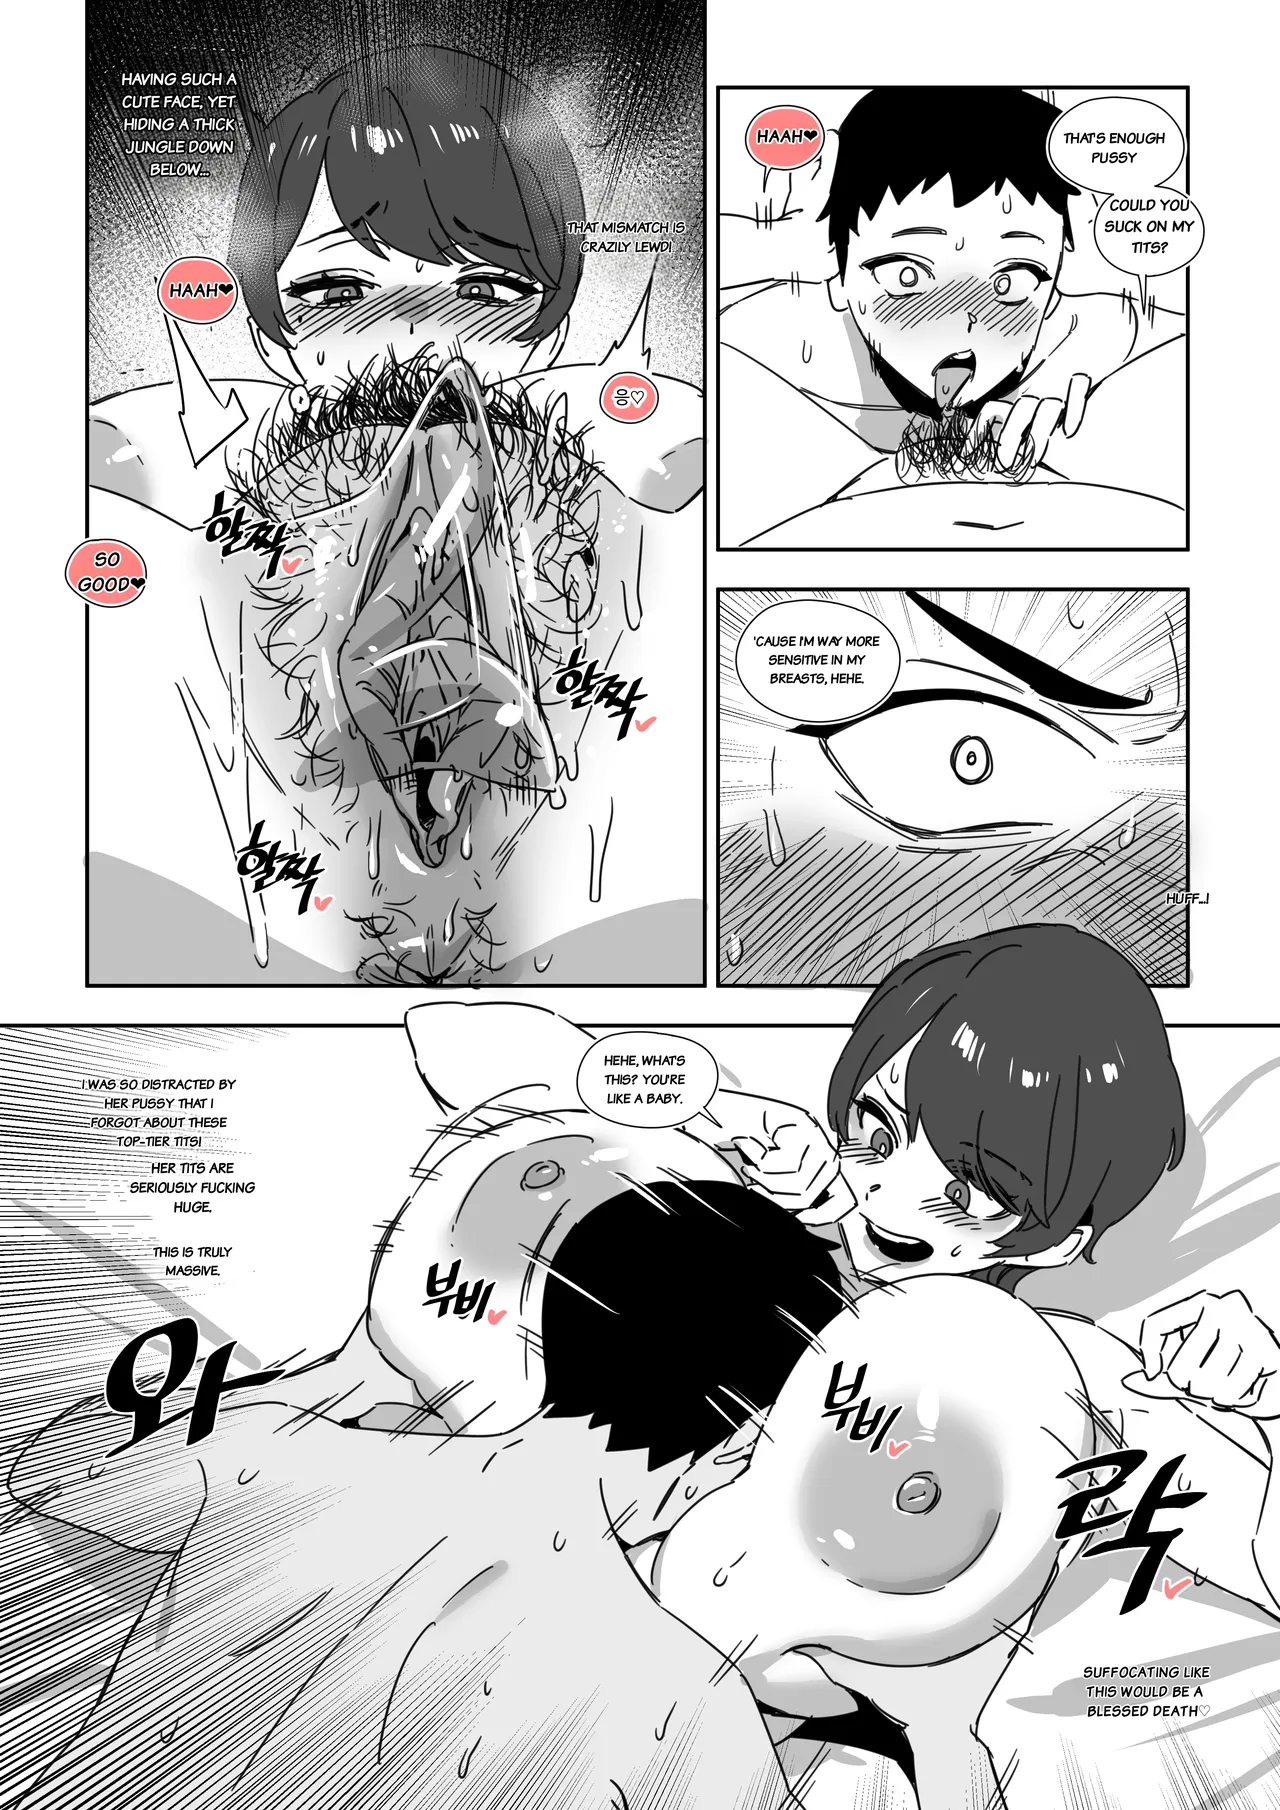 HAVING SUCH A
CUTE FACE, YET
HIDING A THICK
JUNGLE DOWN
BELOW...
THAT MISMATCH IS
CRAZILY LEWD!
HAAH❤
응♡
할짝
SO
GOOD❤
할짝
할짝
HAAH❤
THAT'S ENOUGH
PUSSY
COULD YOU
SUCK ON MY
TITS?
'CAUSE I'M WAY MORE
SENSITIVE IN MY
BREASTS, HEHE.
HUFF...!
I WAS SO DISTRACTED BY
HER PUSSY THAT I
FORGOT ABOUT THESE
TOP-TIER TITS!
HER TITS ARE
SERIOUSLY FUCKING
HUGE.
THIS IS TRULY
MASSIVE.
HEHE, WHAT'S
THIS? YOU'RE
LIKE A BABY.
부비
부비
와
락
SUFFOCATING LIKE
THIS WOULD BE A
BLESSED DEATH♡